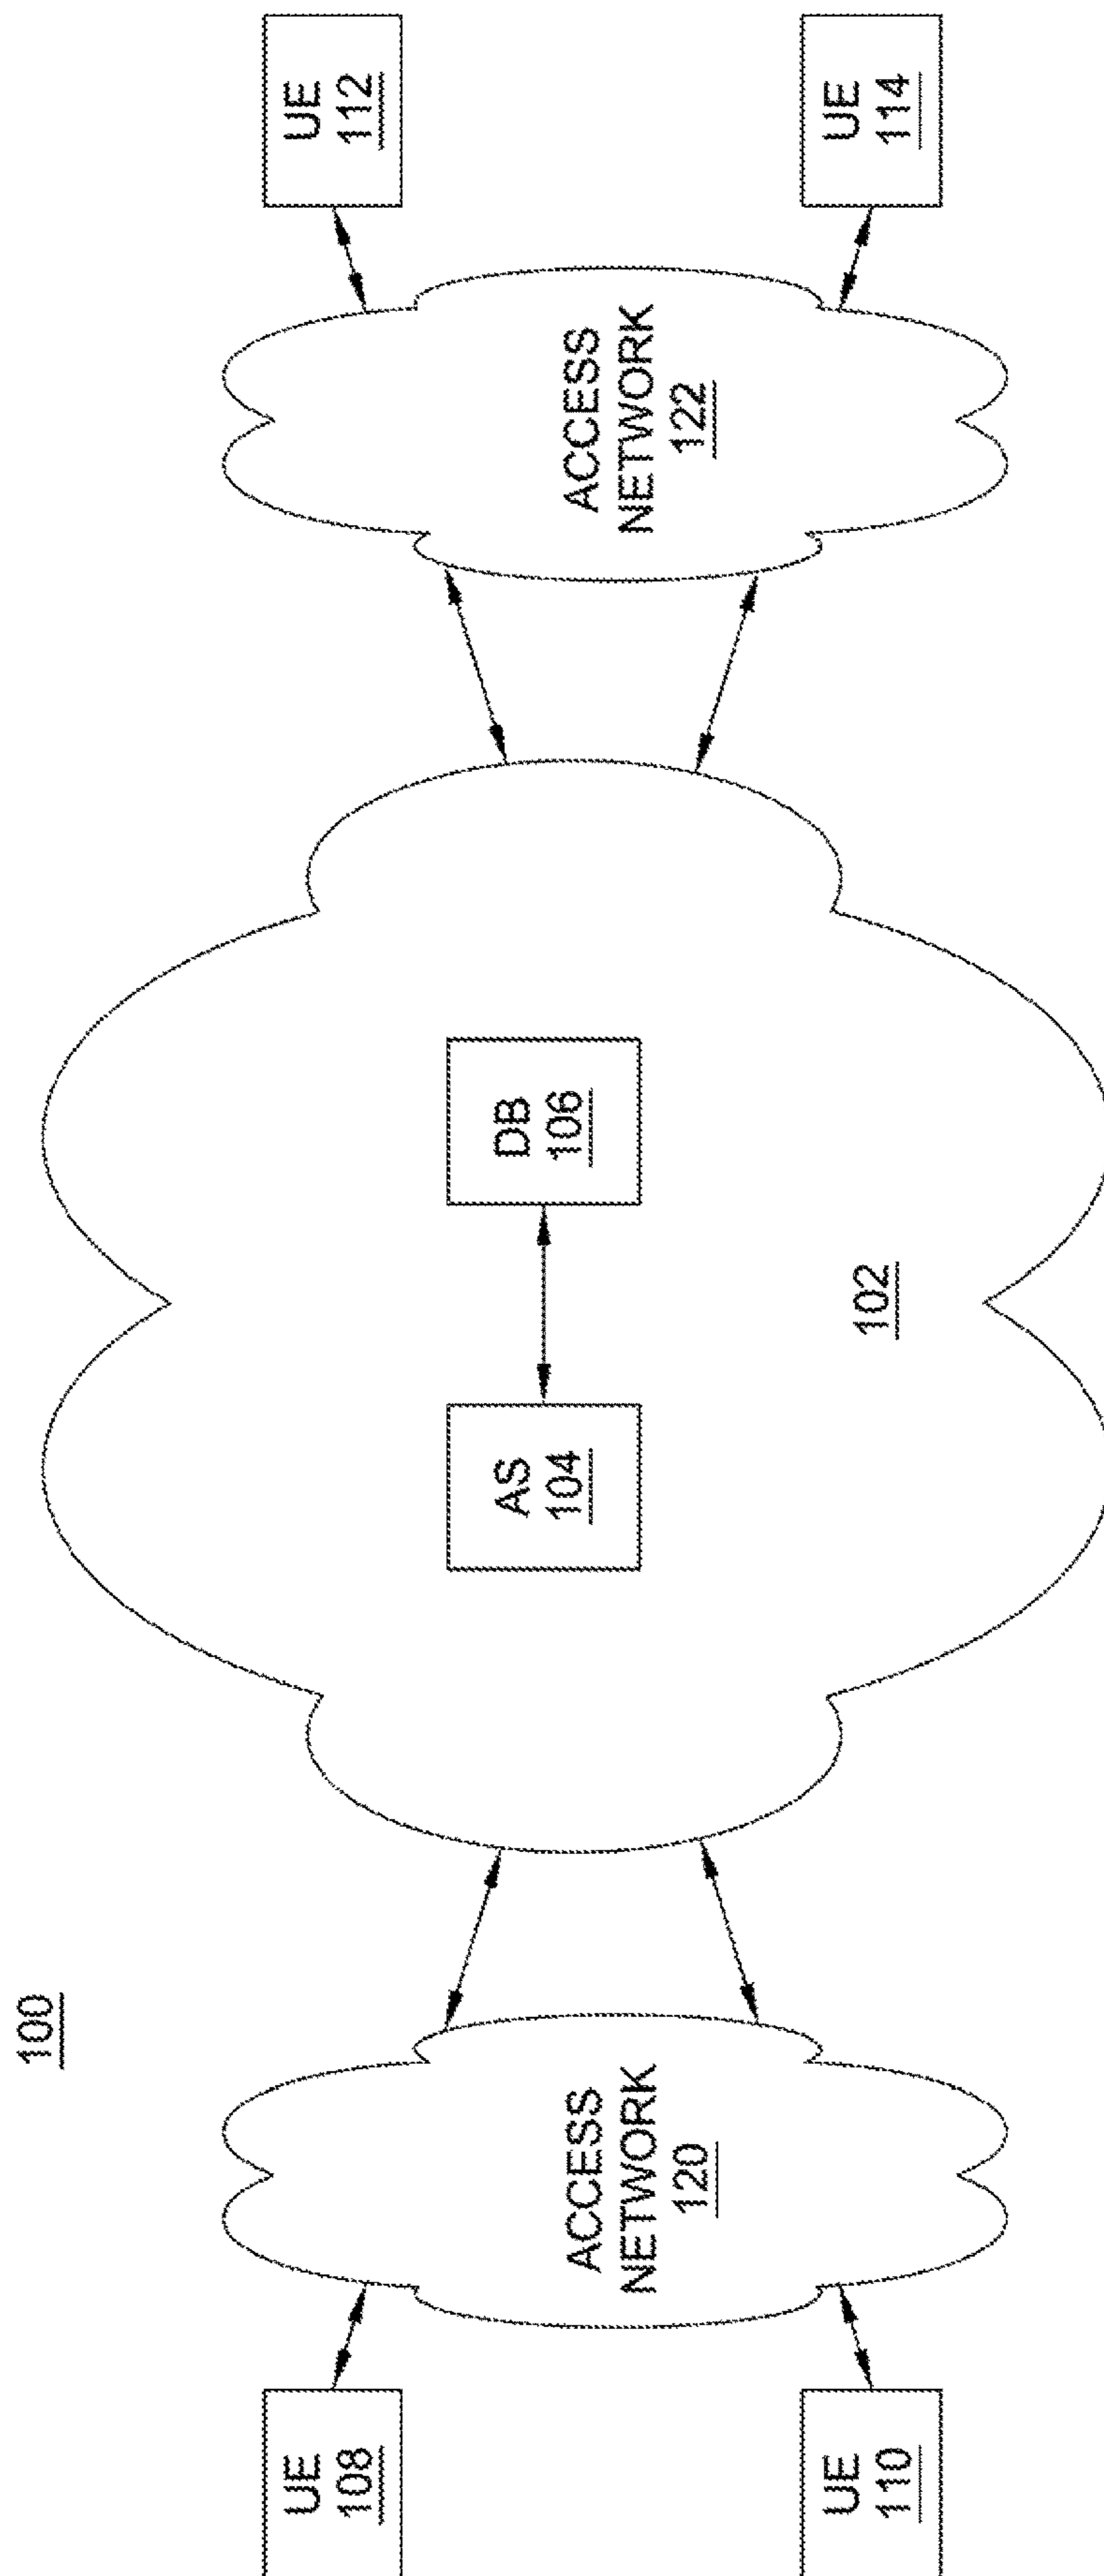 100
UE
108
UE
110
ACCESS
NETWORK
120
AS
104
DB
106
102
ACCESS
NETWORK
122
UE
112
UE
114